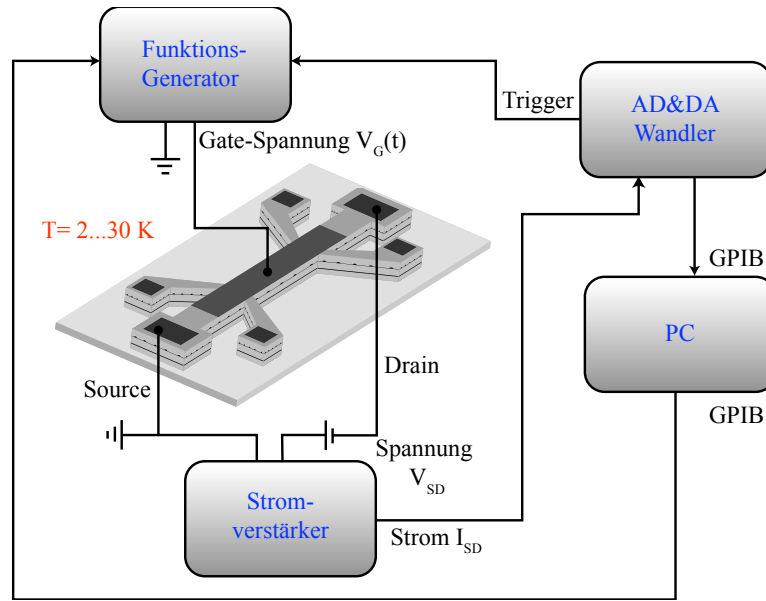 Funktions-
Generator
Trigger
AD&DA
Wandler
Gate-Spannung V_G(t)
T= 2...30 K
GPIB
PC
GPIB
Source
Drain
Spannung
V_SD
Strom-
verstärker
Strom I_SD